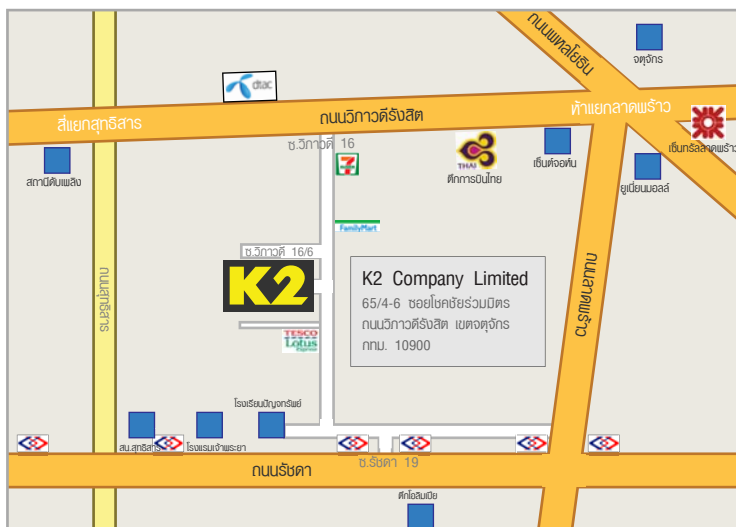 ถนนพหลโยธิน
จตุจักร
dtac
สี่แยกสุทธิสาร
ถนนวิภาวดีรังสิต
ห้าแยกลาดพร้าว
ซ.วิภาวดี 16
สถานีดับเพลิง
7 ELEVEN
THAI
ตึกการบินไทย
เซ็นต์จอห์น
ยูเนี่ยนมอลล์
เซ็นทรัลลาดพร้าว
FamilyMart
ซ.วิภาวดี 16/6
ถนนสุทธิสาร
K2
K2 Company Limited
65/4-6 ซอยโชคชัยร่วมมิตร
ถนนวิภาวดีรังสิต เขตจตุจักร
กทม. 10900
ถนนลาดพร้าว
TESCO
Lotus
express
โรงเรียนปัญจทรัพย์
สน.สุทธิสาร
โรงแรมเจ้าพระยา
ถนนรัชดา
ซ.รัชดา 19
ตึกโอลิมเปีย